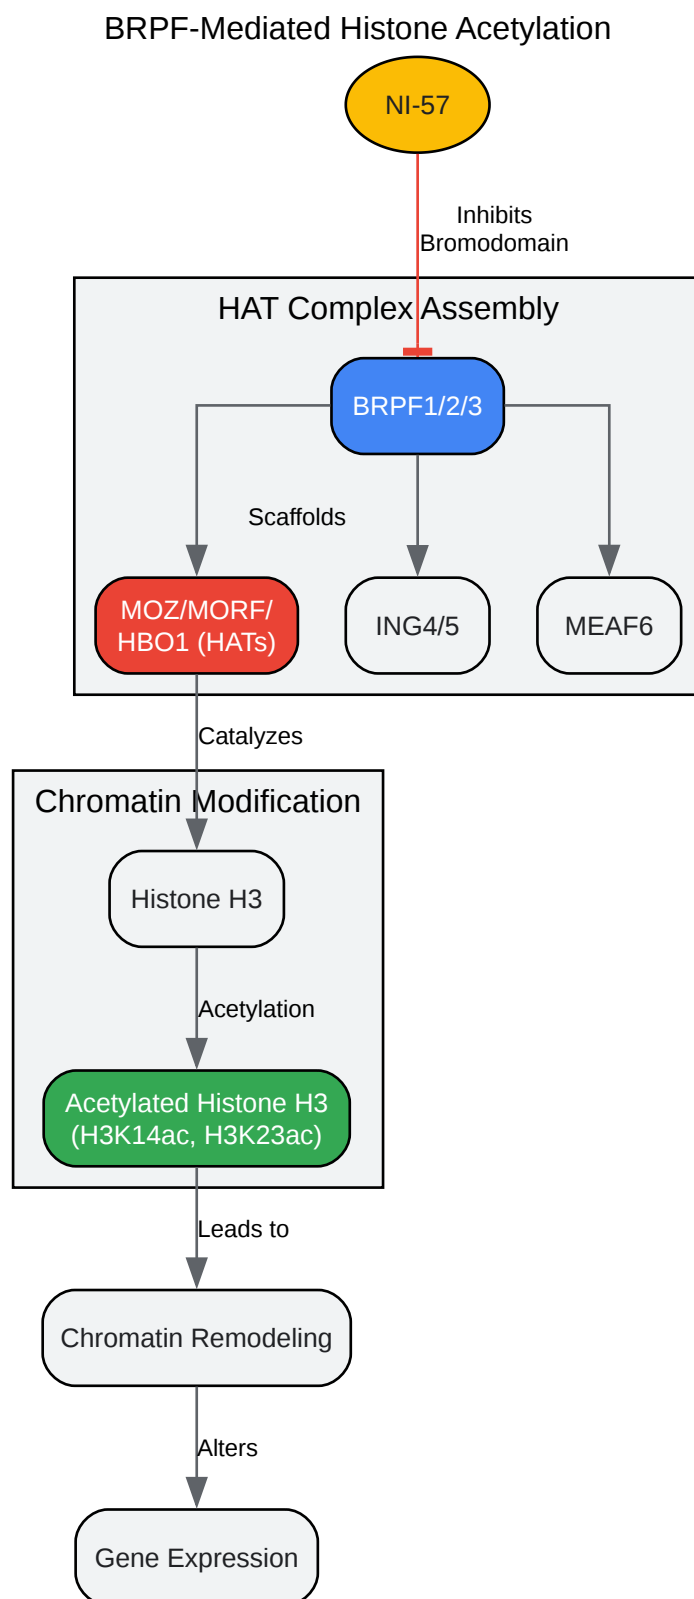 BRPF-Mediated Histone Acetylation
NI-57
Inhibits
Bromodomain
HAT Complex Assembly
BRPF1/2/3
Scaffolds
MOZ/MORF/
HBO1 (HATs)
ING4/5
MEAF6
Catalyzes
Chromatin Modification
Histone H3
Acetylation
Acetylated Histone H3
(H3K14ac, H3K23ac)
Leads to
Chromatin Remodeling
Alters
Gene Expression